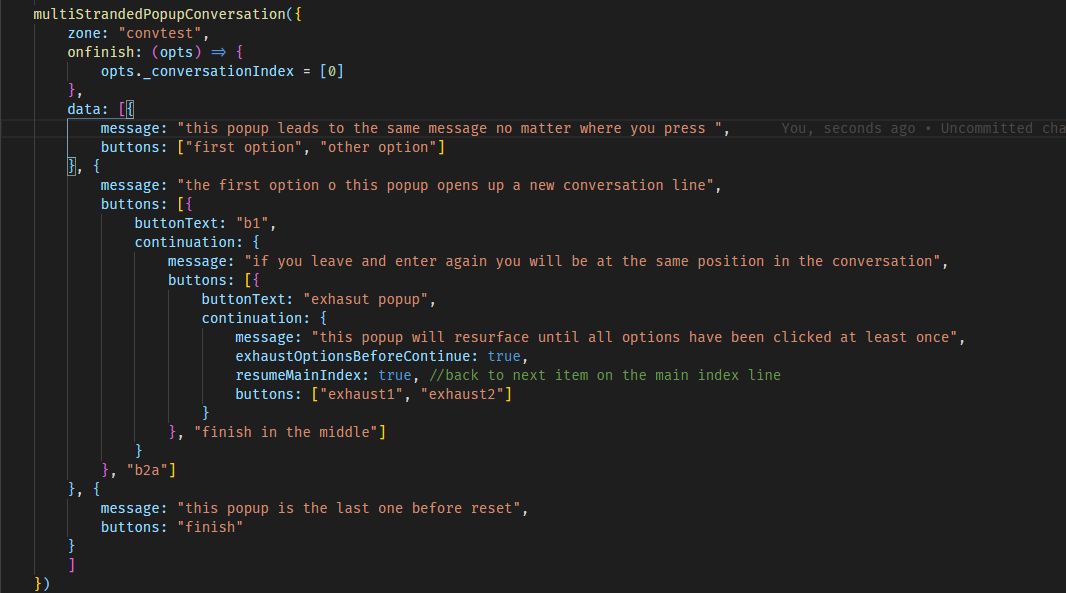 multiStrandedPopupConversation({
    zone: "convtest",
    onfinish: (opts) => {
        opts._conversationIndex = [0]
    },
    data: [{
        message: "this popup leads to the same message no matter where you press ",    You, seconds ago • Uncommitted cha
        buttons: ["first option", "other option"]
    }, {
        message: "the first option o this popup opens up a new conversation line",
        buttons: [{
            buttonText: "b1",
            continuation: {
                message: "if you leave and enter again you will be at the same position in the conversation",
                buttons: [{
                    buttonText: "exhasut popup",
                    continuation: {
                        message: "this popup will resurface until all options have been clicked at least once",
                        exhaustOptionsBeforeContinue: true,
                        resumeMainIndex: true, //back to next item on the main index line
                        buttons: ["exhaust1", "exhaust2"]
                    }
                }, "finish in the middle"]
            }
        }, "b2a"]
    }, {
        message: "this popup is the last one before reset",
        buttons: "finish"
    }
    ]
})